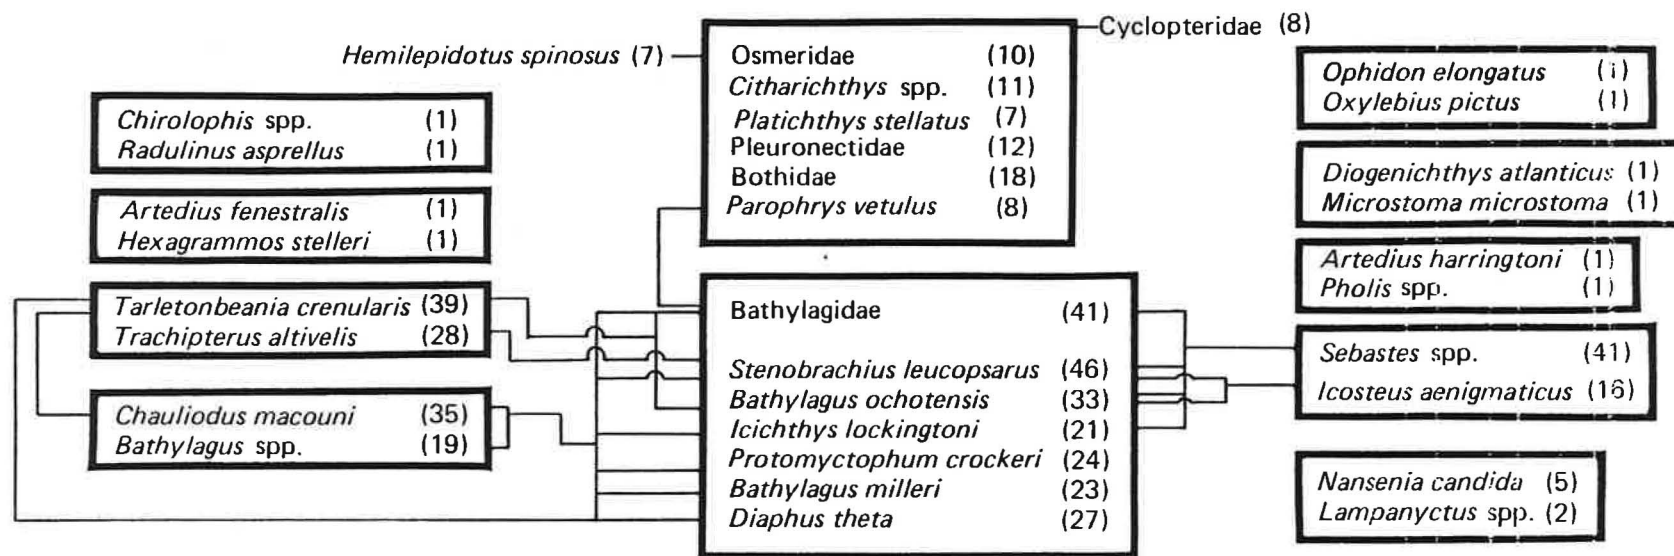 Hemilepidotus spinosus (7)
Chirolophis spp. (1)
Radulinus asprellus (1)
Artedius fenestralis (1)
Hexagrammos stelleri (1)
Tarletonbeania crenularis (39)
Trachipterus altivelis (28)
Chauliodus macouni (35)
Bathylagus spp. (19)
Osmeridae (10)
Citharichthys spp. (11)
Platichthys stellatus (7)
Pleuronectidae (12)
Bothidae (18)
Parophrys vetulus (8)
Bathylagidae (41)
Stenobrachius leucopsarus (46)
Bathylagus ochotensis (33)
Icichthys lockingtoni (21)
Protomyctophum crockeri (24)
Bathylagus milleri (23)
Diaphus theta (27)
Cyclopteridae (8)
Ophidon elongatus (1)
Oxylebius pictus (1)
Diogenichthys atlanticus (1)
Microstoma microstoma (1)
Artedius harringtoni (1)
Pholis spp. (1)
Sebastes spp. (41)
Icosteus aenigmaticus (16)
Nansenia candida (5)
Lampanyctus spp. (2)